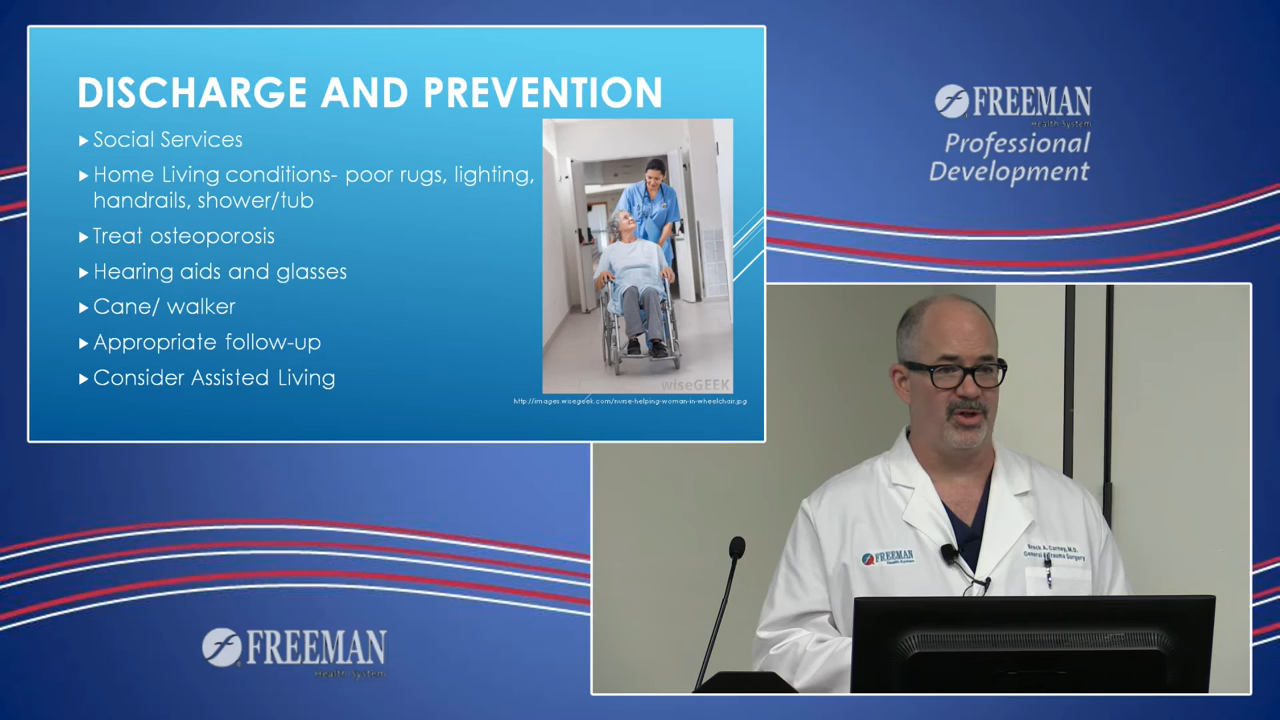 DISCHARGE AND PREVENTION
Social Services
Home Living conditions- poor rugs, lighting,
handrails, shower/tub
Treat osteoporosis
Hearing aids and glasses
Cane/ walker
Appropriate follow-up
Consider Assisted Living
wiseGEEK
http://images.wisegeek.com/nurse-helping-woman-in-wheelchair.jpg
FREEMAN
Health System
Professional
Development
FREEMAN
Health System
Brock A. Carney, M.D.
General & Trauma Surgery
FREEMAN
Health System